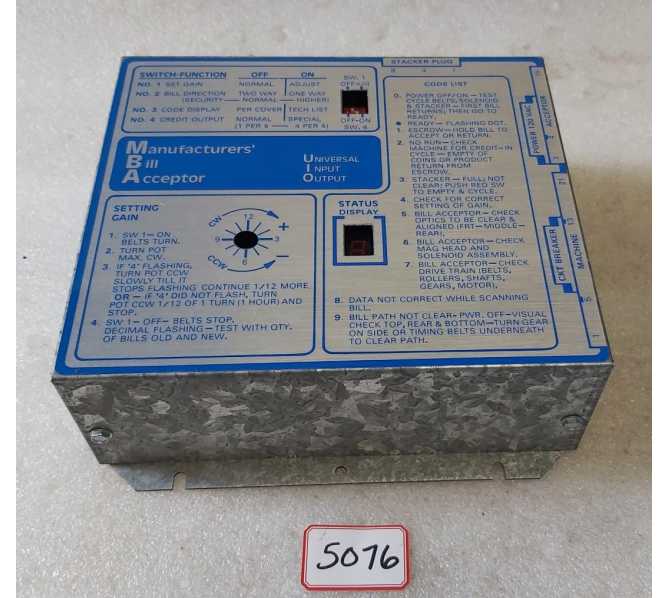 STACKER PLUG
SWITCH-FUNCTION OFF ON SW. 1
OFF-ON
NO. 1 SET GAIN NORMAL ADJUST
NO. 2 BILL DIRECTION TWO WAY ONE WAY
(SECURITY — NORMAL — HIGHER)
NO. 3 CODE DISPLAY PER COVER TECH LIST
NO. 4 CREDIT OUTPUT NORMAL SPECIAL
(1 PER $ — 4 PER $)
OFF-ON
SW. 4
Manufacturers'
Bill
Acceptor
UNIVERSAL
INPUT
OUTPUT
SETTING
GAIN
1. SW 1-ON
BELTS TURN.
2. TURN POT
MAX. CW.
3. IF "4" FLASHING,
TURN POT CCW
SLOWLY TILL IT
STOPS FLASHING CONTINUE 1/12 MORE
OR — IF "4" DID NOT FLASH, TURN
POT CCW 1/12 OF 1 TURN (1 HOUR) AND
STOP.
4. SW 1-OFF- BELTS STOP.
DECIMAL FLASHING-TEST WITH QTY.
OF BILLS OLD AND NEW.
CW
12
+
9
3
6
CCW
−
STATUS
DISPLAY
CODE LIST
0. POWER OFF/ON-TEST
CYCLE BELTS, SOLENOID
& STACKER-FIRST BILL
RETURNS; THEN GO TO
READY.
● READY-FLASHING DOT.
1. ESCROW-HOLD BILL TO
ACCEPT OR RETURN.
2. NO RUN-CHECK
MACHINE FOR CREDIT-IN
CYCLE-EMPTY OF
COINS OR PRODUCT
RETURN FROM
ESCROW.
3. STACKER-FULL; NOT
CLEAR; PUSH RED SW
TO EMPTY & CYCLE.
4. CHECK FOR CORRECT
SETTING OF GAIN.
5. BILL ACCEPTOR-CHECK
OPTICS TO BE CLEAR &
ALIGNED (FRT-MIDDLE-
REAR).
6. BILL ACCEPTOR-CHECK
MAG HEAD AND
SOLENOID ASSEMBLY.
7. BILL ACCEPTOR-CHECK
DRIVE TRAIN (BELTS,
ROLLERS, SHAFTS,
GEARS, MOTOR).
8. DATA NOT CORRECT WHILE SCANNING
BILL.
9. BILL PATH NOT CLEAR-PWR. OFF-VISUAL
CHECK TOP, REAR & BOTTOM-TURN GEAR
ON SIDE OR TIMING BELTS UNDERNEATH
TO CLEAR PATH.
POWER 120 VAC
ACCEPTOR
CKT BREAKER
MACHINE
5076